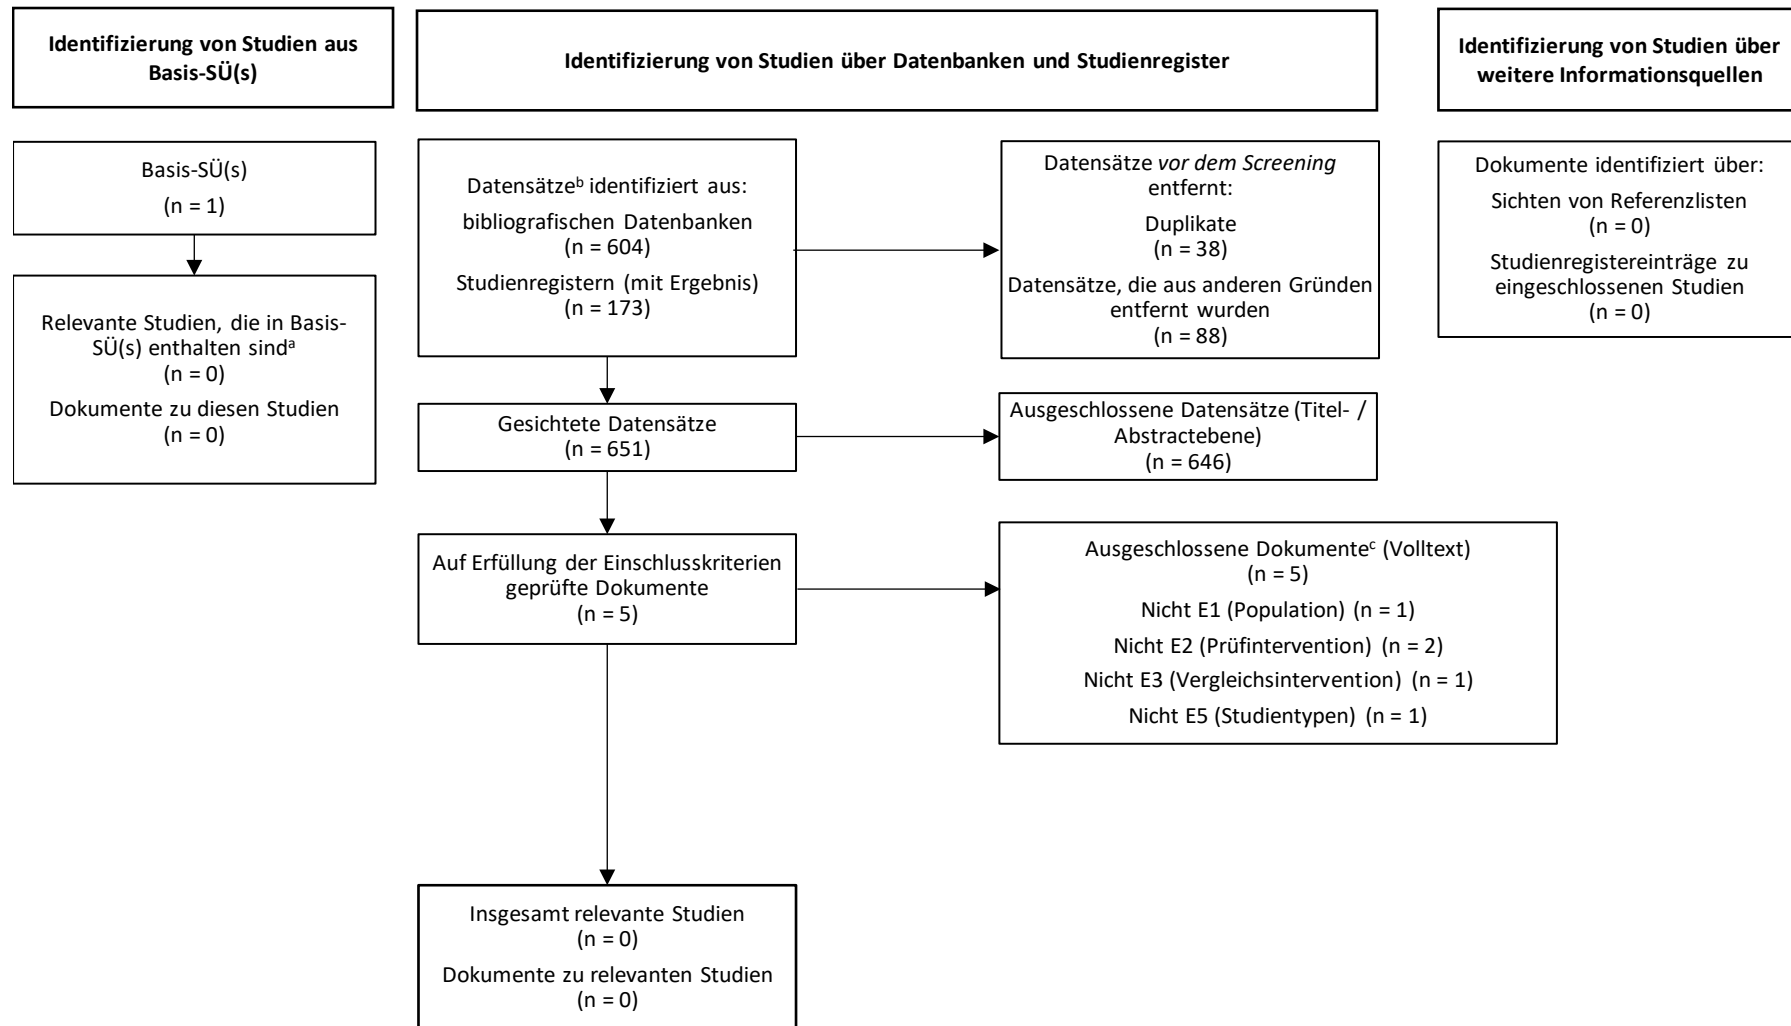 Identifizierung von Studien aus
Basis-SÜ(s)
Identifizierung von Studien über Datenbanken und Studienregister
Identifizierung von Studien über
weitere Informationsquellen
Basis-SÜ(s)
(n = 1)
Relevante Studien, die in Basis-
SÜ(s) enthalten sindᵃ
(n = 0)
Dokumente zu diesen Studien
(n = 0)
Datensätzeᵇ identifiziert aus:
bibliografischen Datenbanken
(n = 604)
Studienregistern (mit Ergebnis)
(n = 173)
Datensätze vor dem Screening
entfernt:
Duplikate
(n = 38)
Datensätze, die aus anderen Gründen
entfernt wurden
(n = 88)
Dokumente identifiziert über:
Sichten von Referenzlisten
(n = 0)
Studienregistereinträge zu
eingeschlossenen Studien
(n = 0)
Gesichtete Datensätze
(n = 651)
Ausgeschlossene Datensätze (Titel- /
Abstractebene)
(n = 646)
Auf Erfüllung der Einschlusskriterien
geprüfte Dokumente
(n = 5)
Ausgeschlossene Dokumenteᶜ (Volltext)
(n = 5)
Nicht E1 (Population) (n = 1)
Nicht E2 (Prüfintervention) (n = 2)
Nicht E3 (Vergleichsintervention) (n = 1)
Nicht E5 (Studientypen) (n = 1)
Insgesamt relevante Studien
(n = 0)
Dokumente zu relevanten Studien
(n = 0)